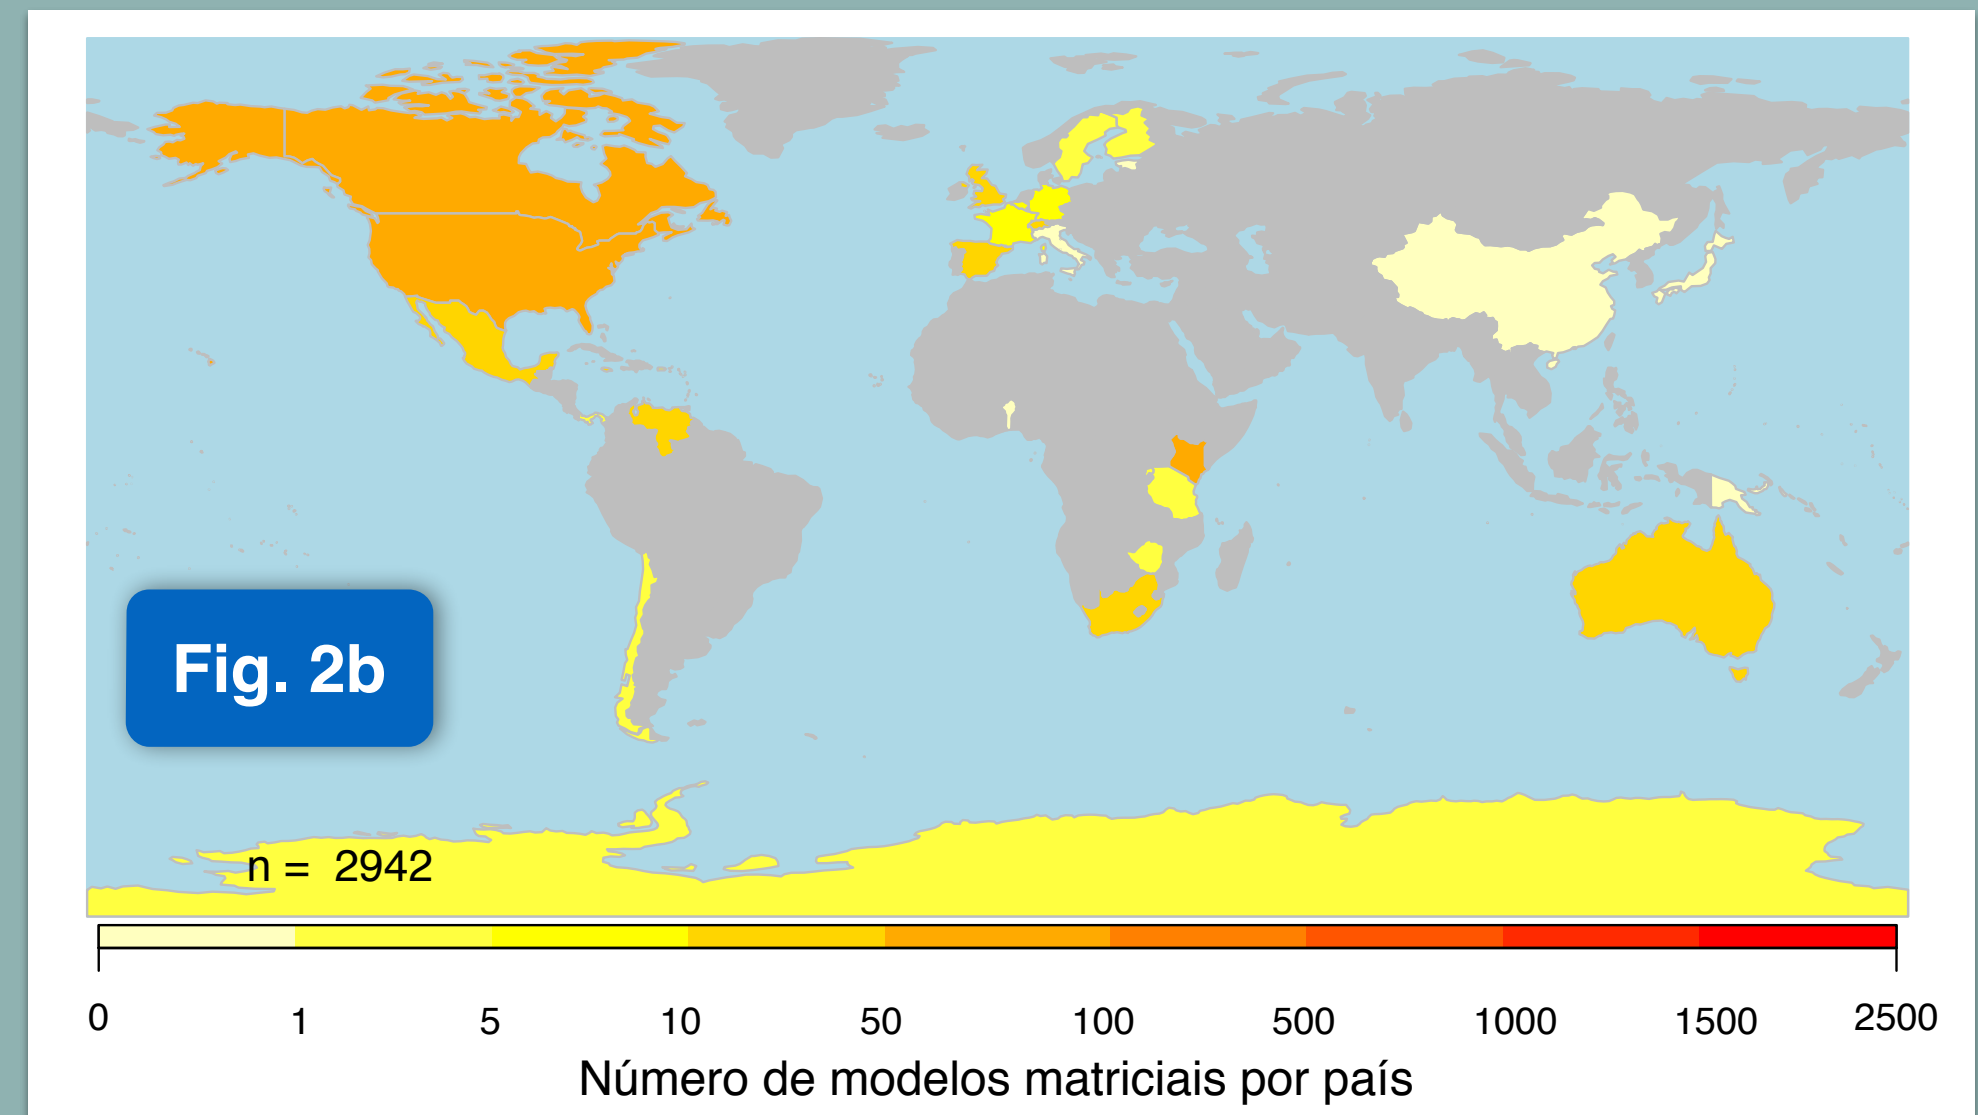 Fig. 2b
n = 2942
0 1 5 10 50 100 500 1000 1500 2500
Número de modelos matriciais por país